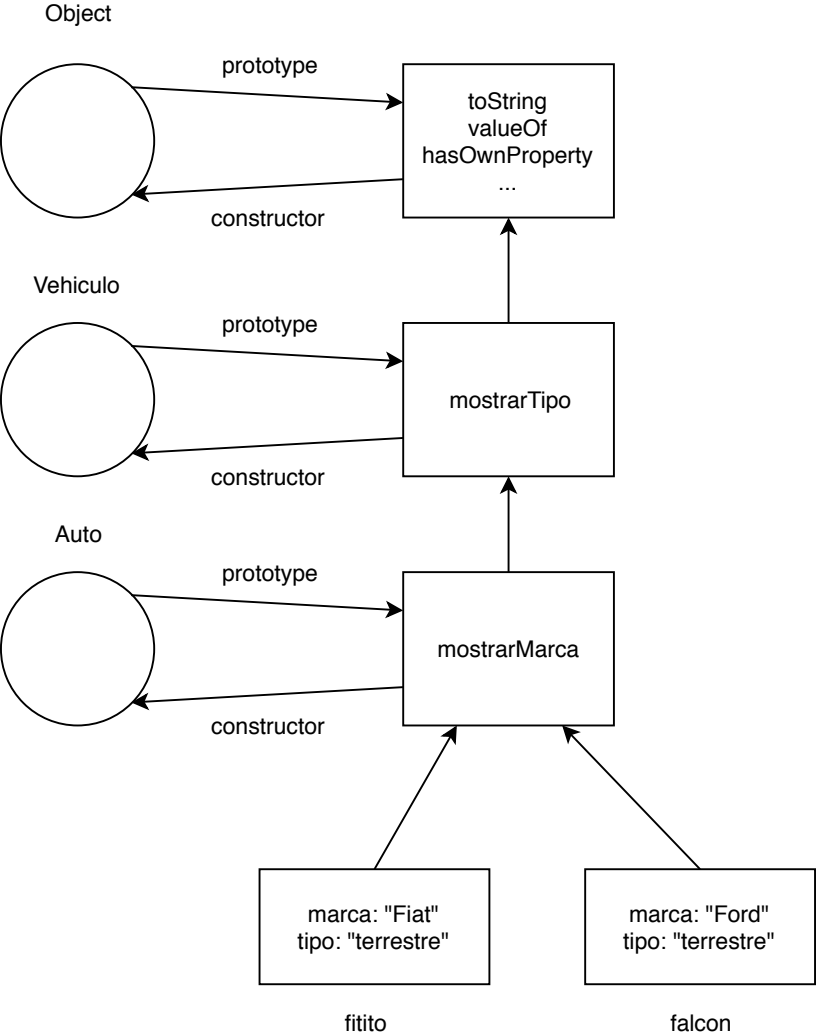 Object
prototype
toString
valueOf
hasOwnProperty
...
constructor
Vehiculo
prototype
mostrarTipo
constructor
Auto
prototype
mostrarMarca
constructor
marca: "Fiat"
tipo: "terrestre"
marca: "Ford"
tipo: "terrestre"
fitito
falcon